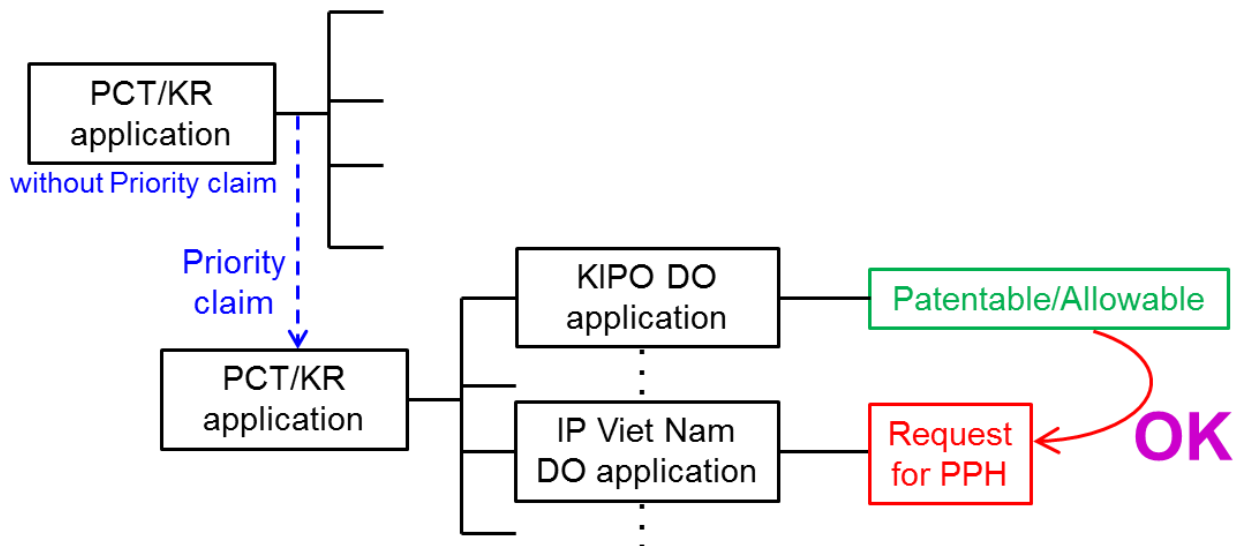 PCT/KR
application
without Priority claim
Priority
claim
PCT/KR
application
KIPO DO
application
Patentable/Allowable
IP Viet Nam
DO application
Request
for PPH
OK